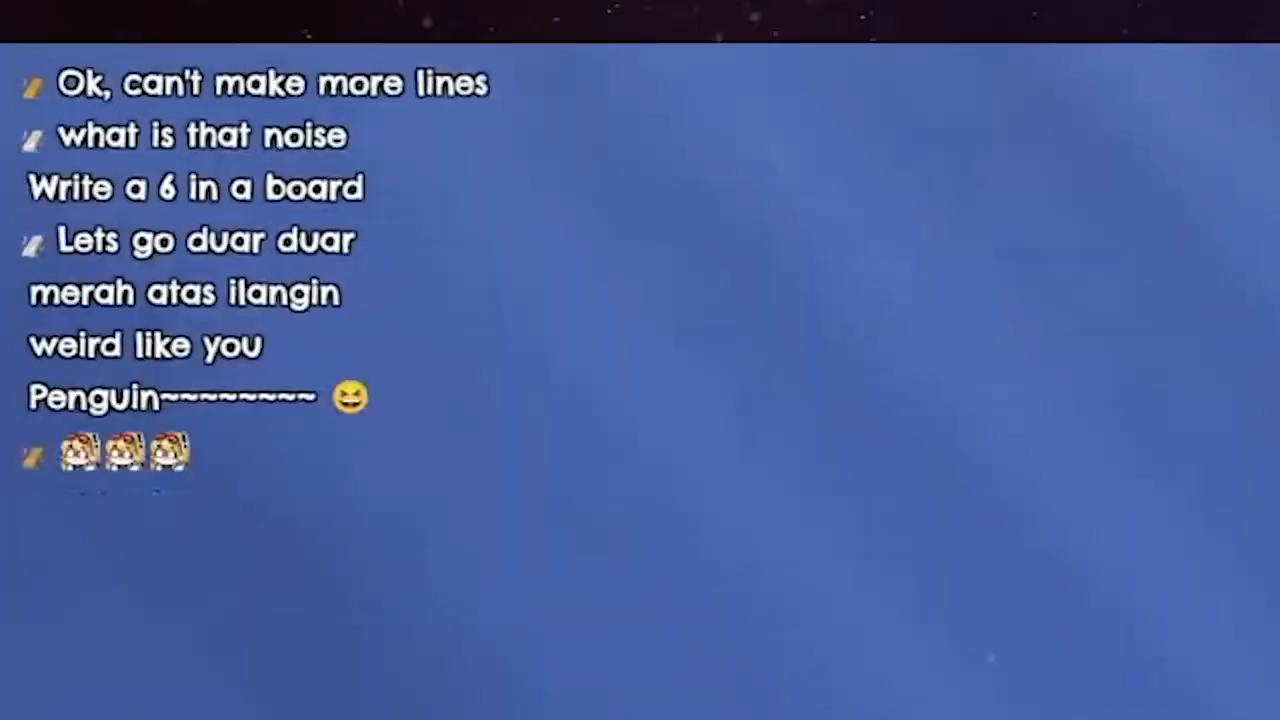 Ok, can't make more lines
what is that noise
Write a 6 in a board
Lets go duar duar
merah atas ilangin
weird like you
Penguin~~~~~~~~ 😆